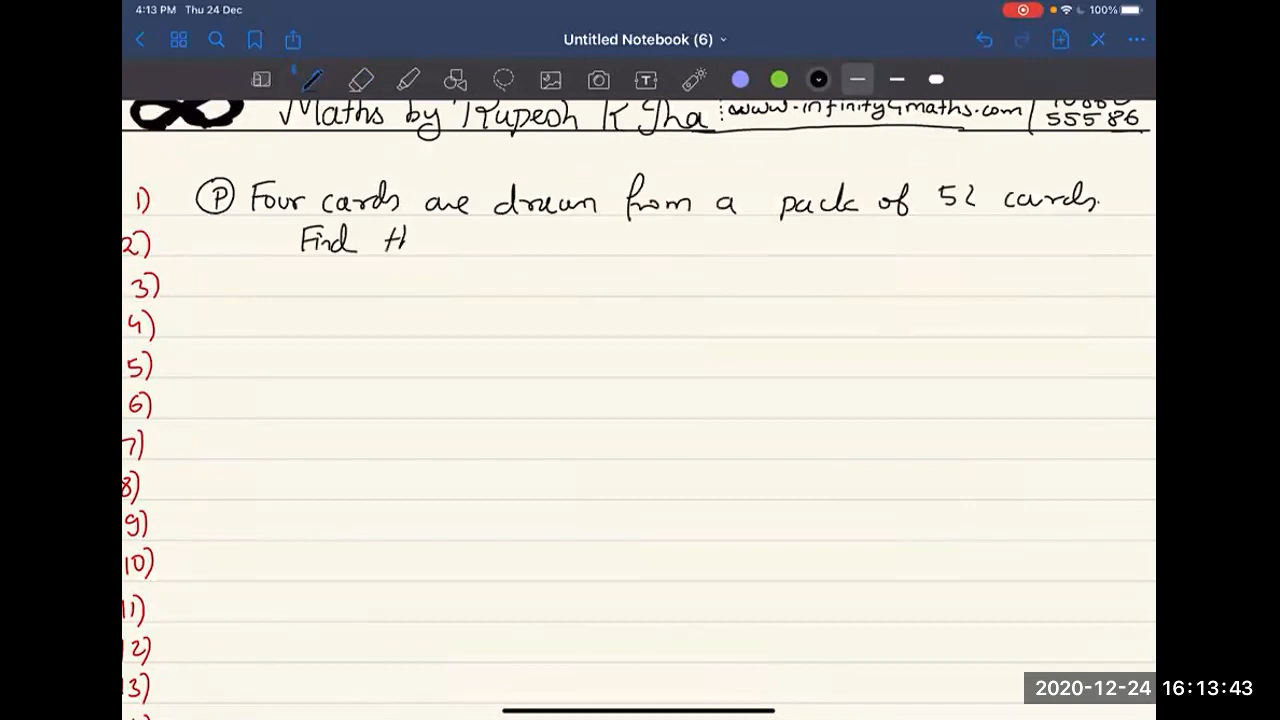 4:13 PM Thu 24 Dec
100%
Untitled Notebook (6)
Maths by Rupesh K Jha www.infinity4maths.com
55586
1) P Four cards are drawn from a pack of 52 cards.
2) Find th
3)
4)
5)
6)
7)
8)
9)
10)
11)
12)
13)
2020-12-24 16:13:43